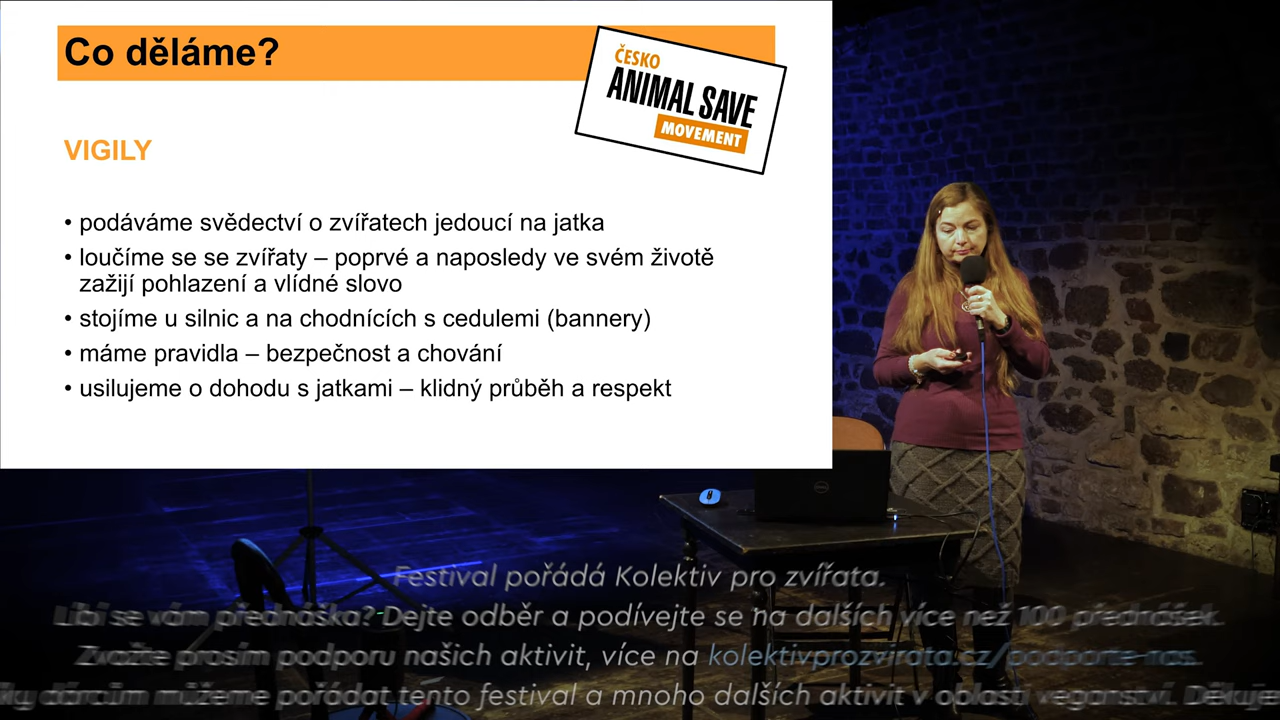 Co děláme?
ČESKO
ANIMAL SAVE
MOVEMENT
VIGILY
• podáváme svědectví o zvířatech jedoucí na jatka
• loučíme se se zvířaty – poprvé a naposledy ve svém životě
zažijí pohlazení a vlídné slovo
• stojíme u silnic a na chodnících s cedulemi (bannery)
• máme pravidla – bezpečnost a chování
• usilujeme o dohodu s jatkami – klidný průběh a respekt
Festival pořádá Kolektiv pro zvířata.
Líbí se vám přednáška? Dejte odběr a podívejte se na dalších více než 100 přednášek.
Zvažte prosím podporu našich aktivit, více na kolektivprozvirata.cz/podporte-nas.
dárcům můžeme pořádat tento festival a mnoho dalších aktivit v oblasti veganství.